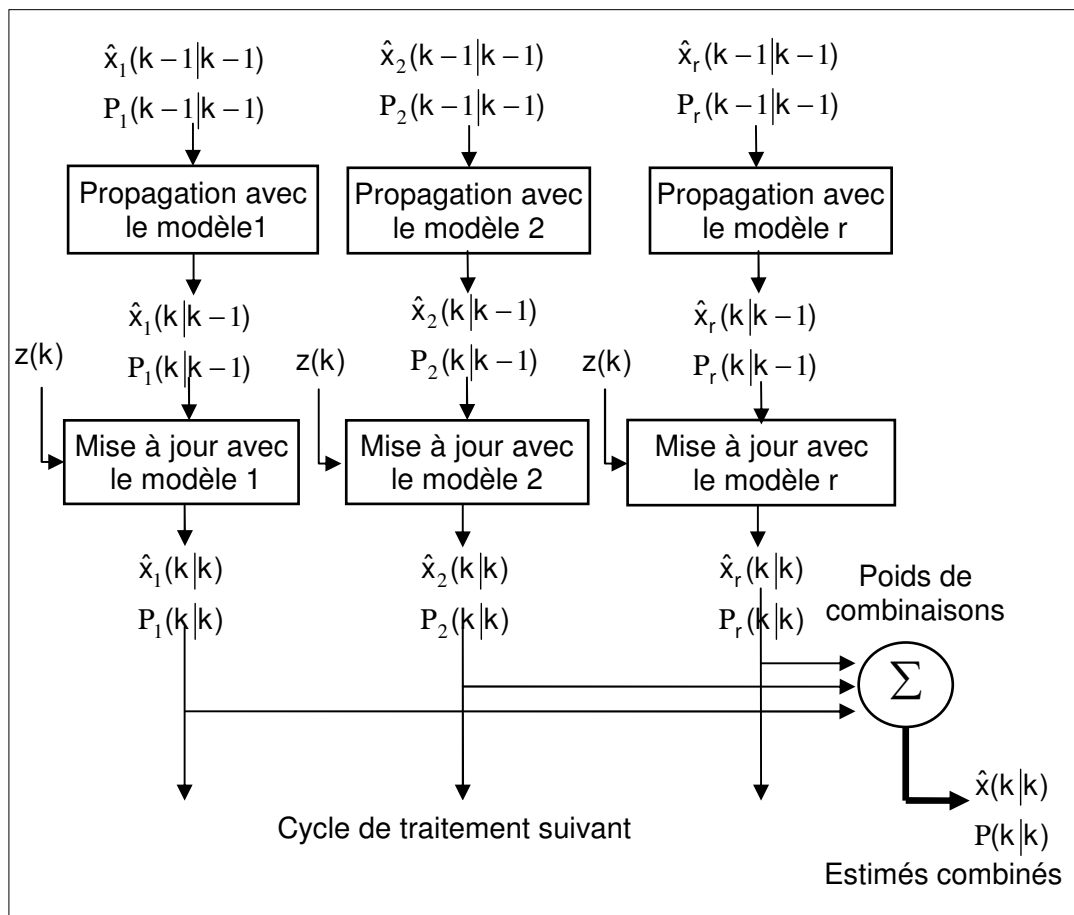 x̂₁(k−1|k−1) x̂₂(k−1|k−1) x̂ᵣ(k−1|k−1)
P₁(k−1|k−1) P₂(k−1|k−1) Pᵣ(k−1|k−1)
Propagation avec
le modèle1
Propagation avec
le modèle 2
Propagation avec
le modèle r
x̂₁(k|k−1) x̂₂(k|k−1) x̂ᵣ(k|k−1)
z(k) P₁(k|k−1) z(k) P₂(k|k−1) z(k) Pᵣ(k|k−1)
Mise à jour avec
le modèle 1
Mise à jour avec
le modèle 2
Mise à jour avec
le modèle r
x̂₁(k|k) x̂₂(k|k) x̂ᵣ(k|k)
P₁(k|k) P₂(k|k) Pᵣ(k|k)
Poids de
combinaisons
Σ
x̂(k|k)
P(k|k)
Cycle de traitement suivant
Estimés combinés